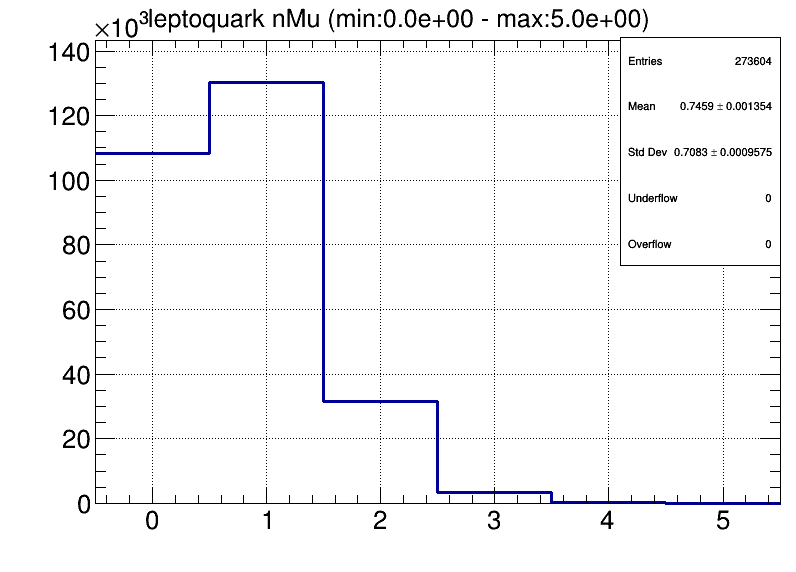 ×10³
leptoquark nMu (min:0.0e+00 - max:5.0e+00)
Entries 273604
Mean 0.7459 ± 0.001354
Std Dev 0.7083 ± 0.0009575
Underflow 0
Overflow 0
140
120
100
80
60
40
20
0
0 1 2 3 4 5